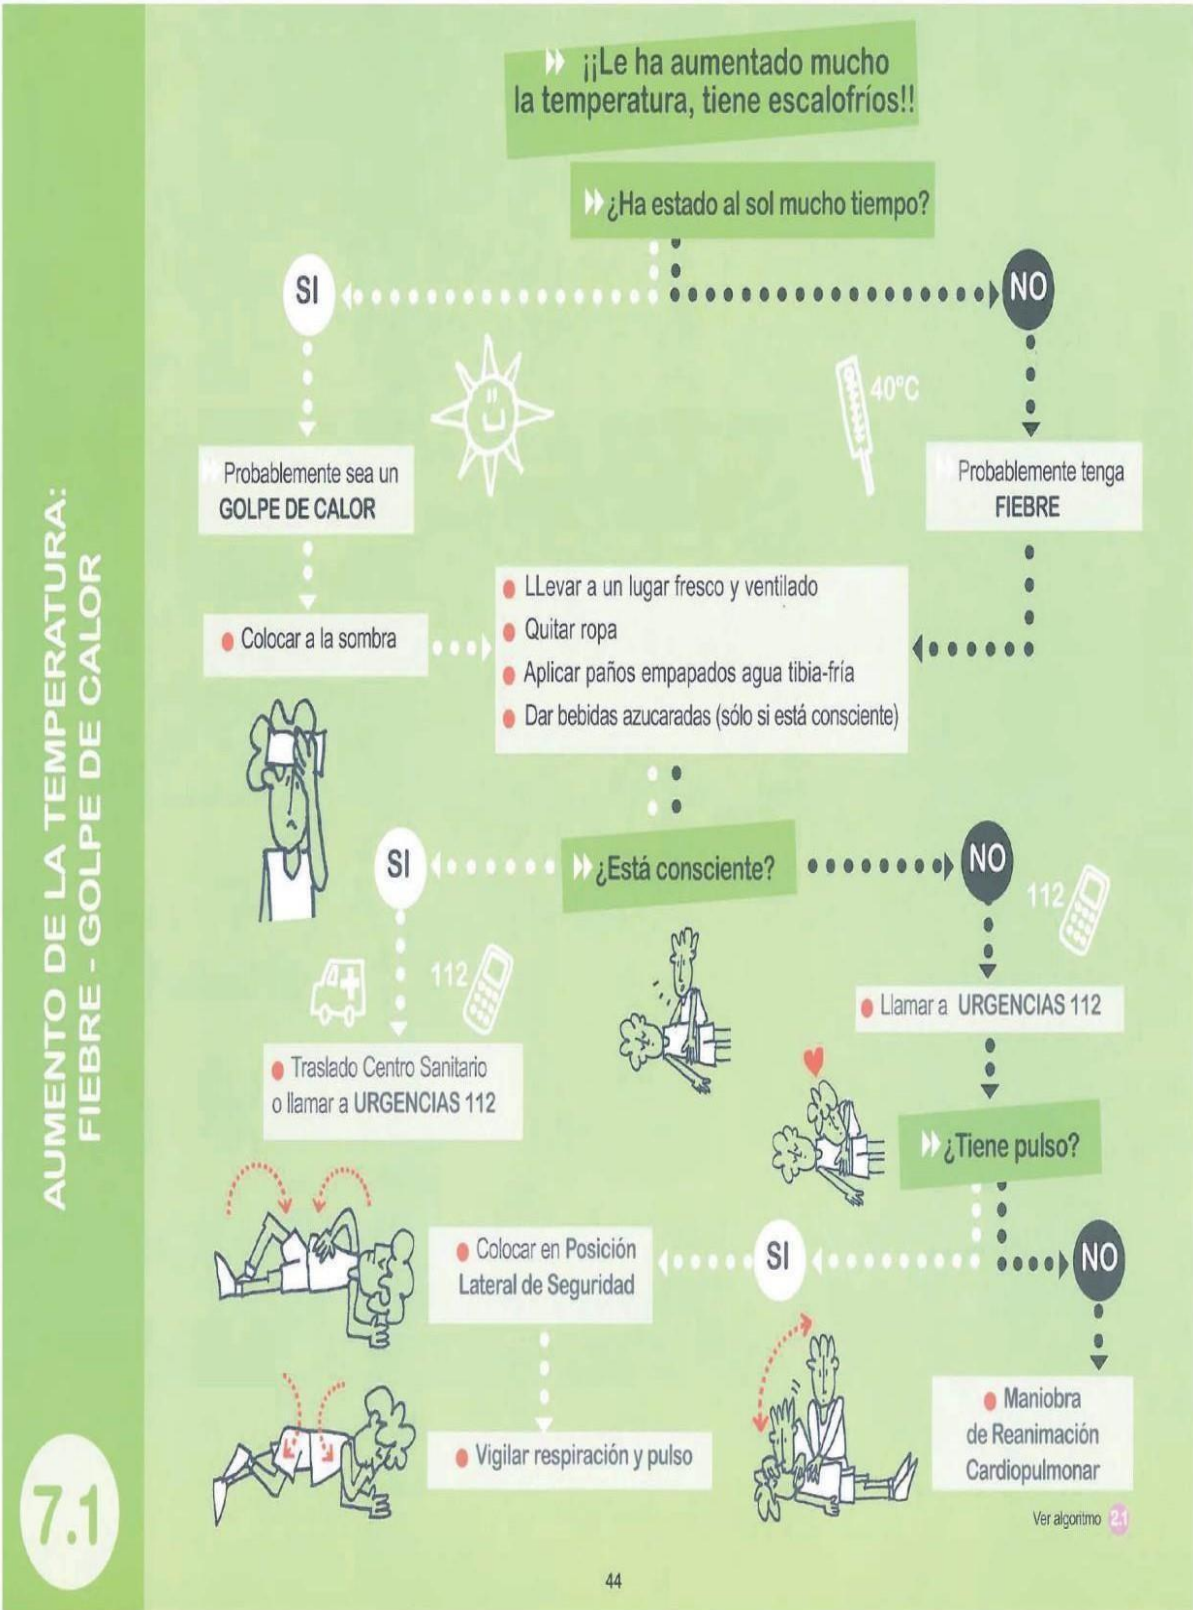 AUMENTO DE LA TEMPERATURA:
FIEBRE - GOLPE DE CALOR
7.1
¡¡Le ha aumentado mucho
la temperatura, tiene escalofríos!!
¿Ha estado al sol mucho tiempo?
SI
NO
40ºC
Probablemente sea un
GOLPE DE CALOR
Probablemente tenga
FIEBRE
Colocar a la sombra
LLevar a un lugar fresco y ventilado
Quitar ropa
Aplicar paños empapados agua tibia-fría
Dar bebidas azucaradas (sólo si está consciente)
¿Está consciente?
SI
NO
112
112
Traslado Centro Sanitario
o llamar a URGENCIAS 112
Llamar a URGENCIAS 112
¿Tiene pulso?
SI
NO
Colocar en Posición
Lateral de Seguridad
Vigilar respiración y pulso
Maniobra
de Reanimación
Cardiopulmonar
Ver algoritmo 2.1
44